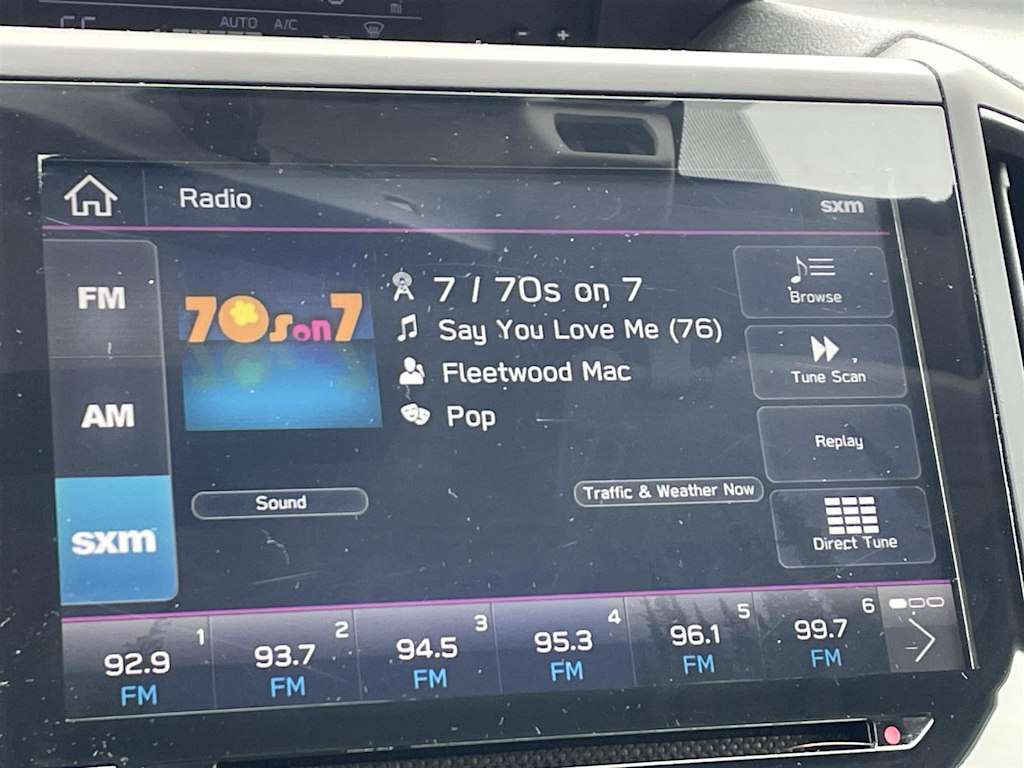 mi
AUTO A/C
- +
Radio
sxm
FM
AM
sxm
70s on 7
7 / 70s on 7
Say You Love Me (76)
Fleetwood Mac
Pop
Browse
Tune Scan
Replay
Direct Tune
Sound
Traffic & Weather Now
1 2 3 4 5 6
92.9 93.7 94.5 95.3 96.1 99.7
FM FM FM FM FM FM